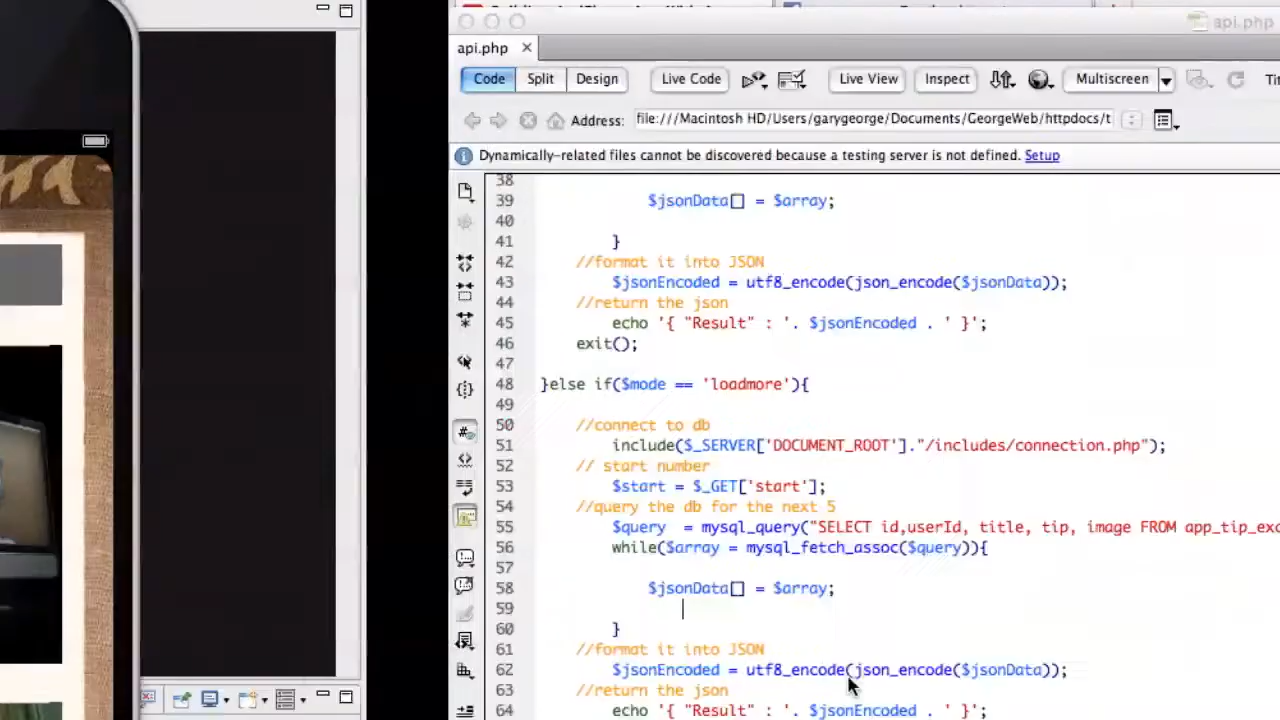 api.php
api.php
Code Split Design Live Code Live View Inspect Multiscreen
Address: file:///Macintosh HD/Users/garygeorge/Documents/GeorgeWeb/httpdocs/t
Dynamically-related files cannot be discovered because a testing server is not defined. Setup
38
39 $jsonData[] = $array;
40
41 }
42 //format it into JSON
43 $jsonEncoded = utf8_encode(json_encode($jsonData));
44 //return the json
45 echo '{ "Result" : '. $jsonEncoded . ' }';
46 exit();
47
48 }else if($mode == 'loadmore'){
49
50 //connect to db
51 include($_SERVER['DOCUMENT_ROOT']."/includes/connection.php");
52 // start number
53 $start = $_GET['start'];
54 //query the db for the next 5
55 $query = mysql_query("SELECT id,userId, title, tip, image FROM app_tip_exc
56 while($array = mysql_fetch_assoc($query)){
57
58 $jsonData[] = $array;
59
60 }
61 //format it into JSON
62 $jsonEncoded = utf8_encode(json_encode($jsonData));
63 //return the json
64 echo '{ "Result" : '. $jsonEncoded . ' }';